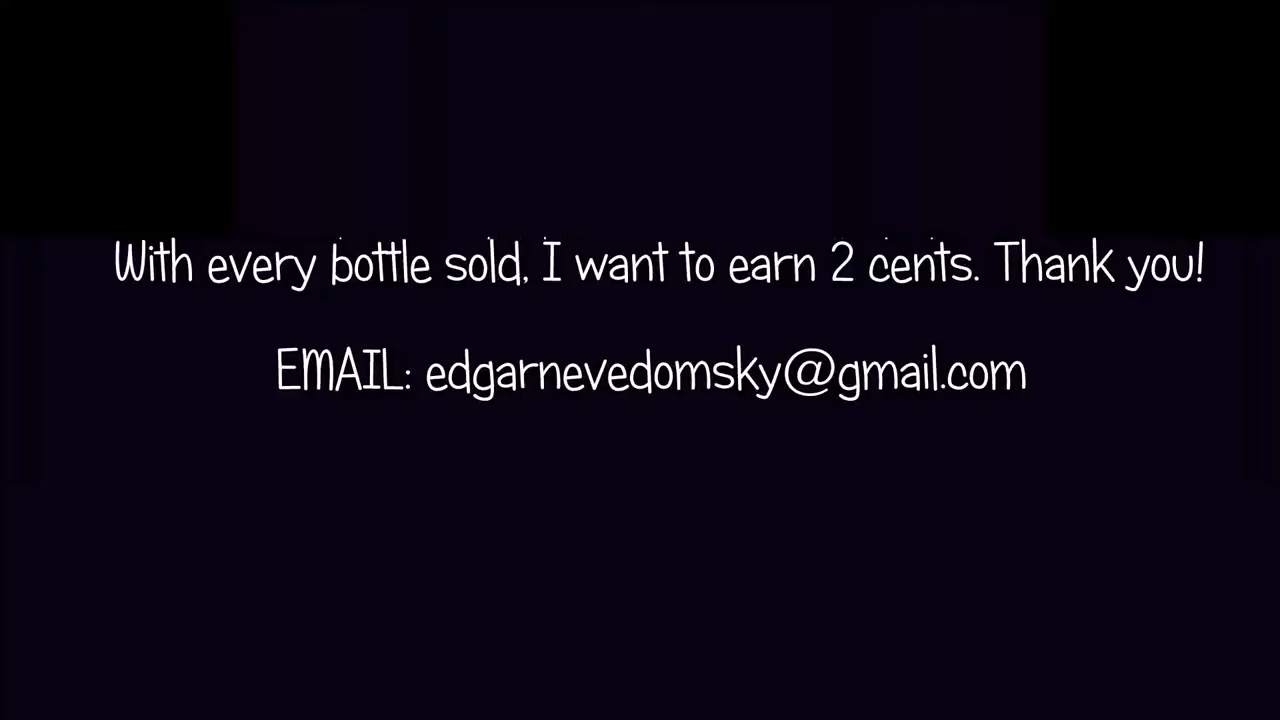 With every bottle sold, I want to earn 2 cents. Thank you!
EMAIL: edgarnevedomsky@gmail.com